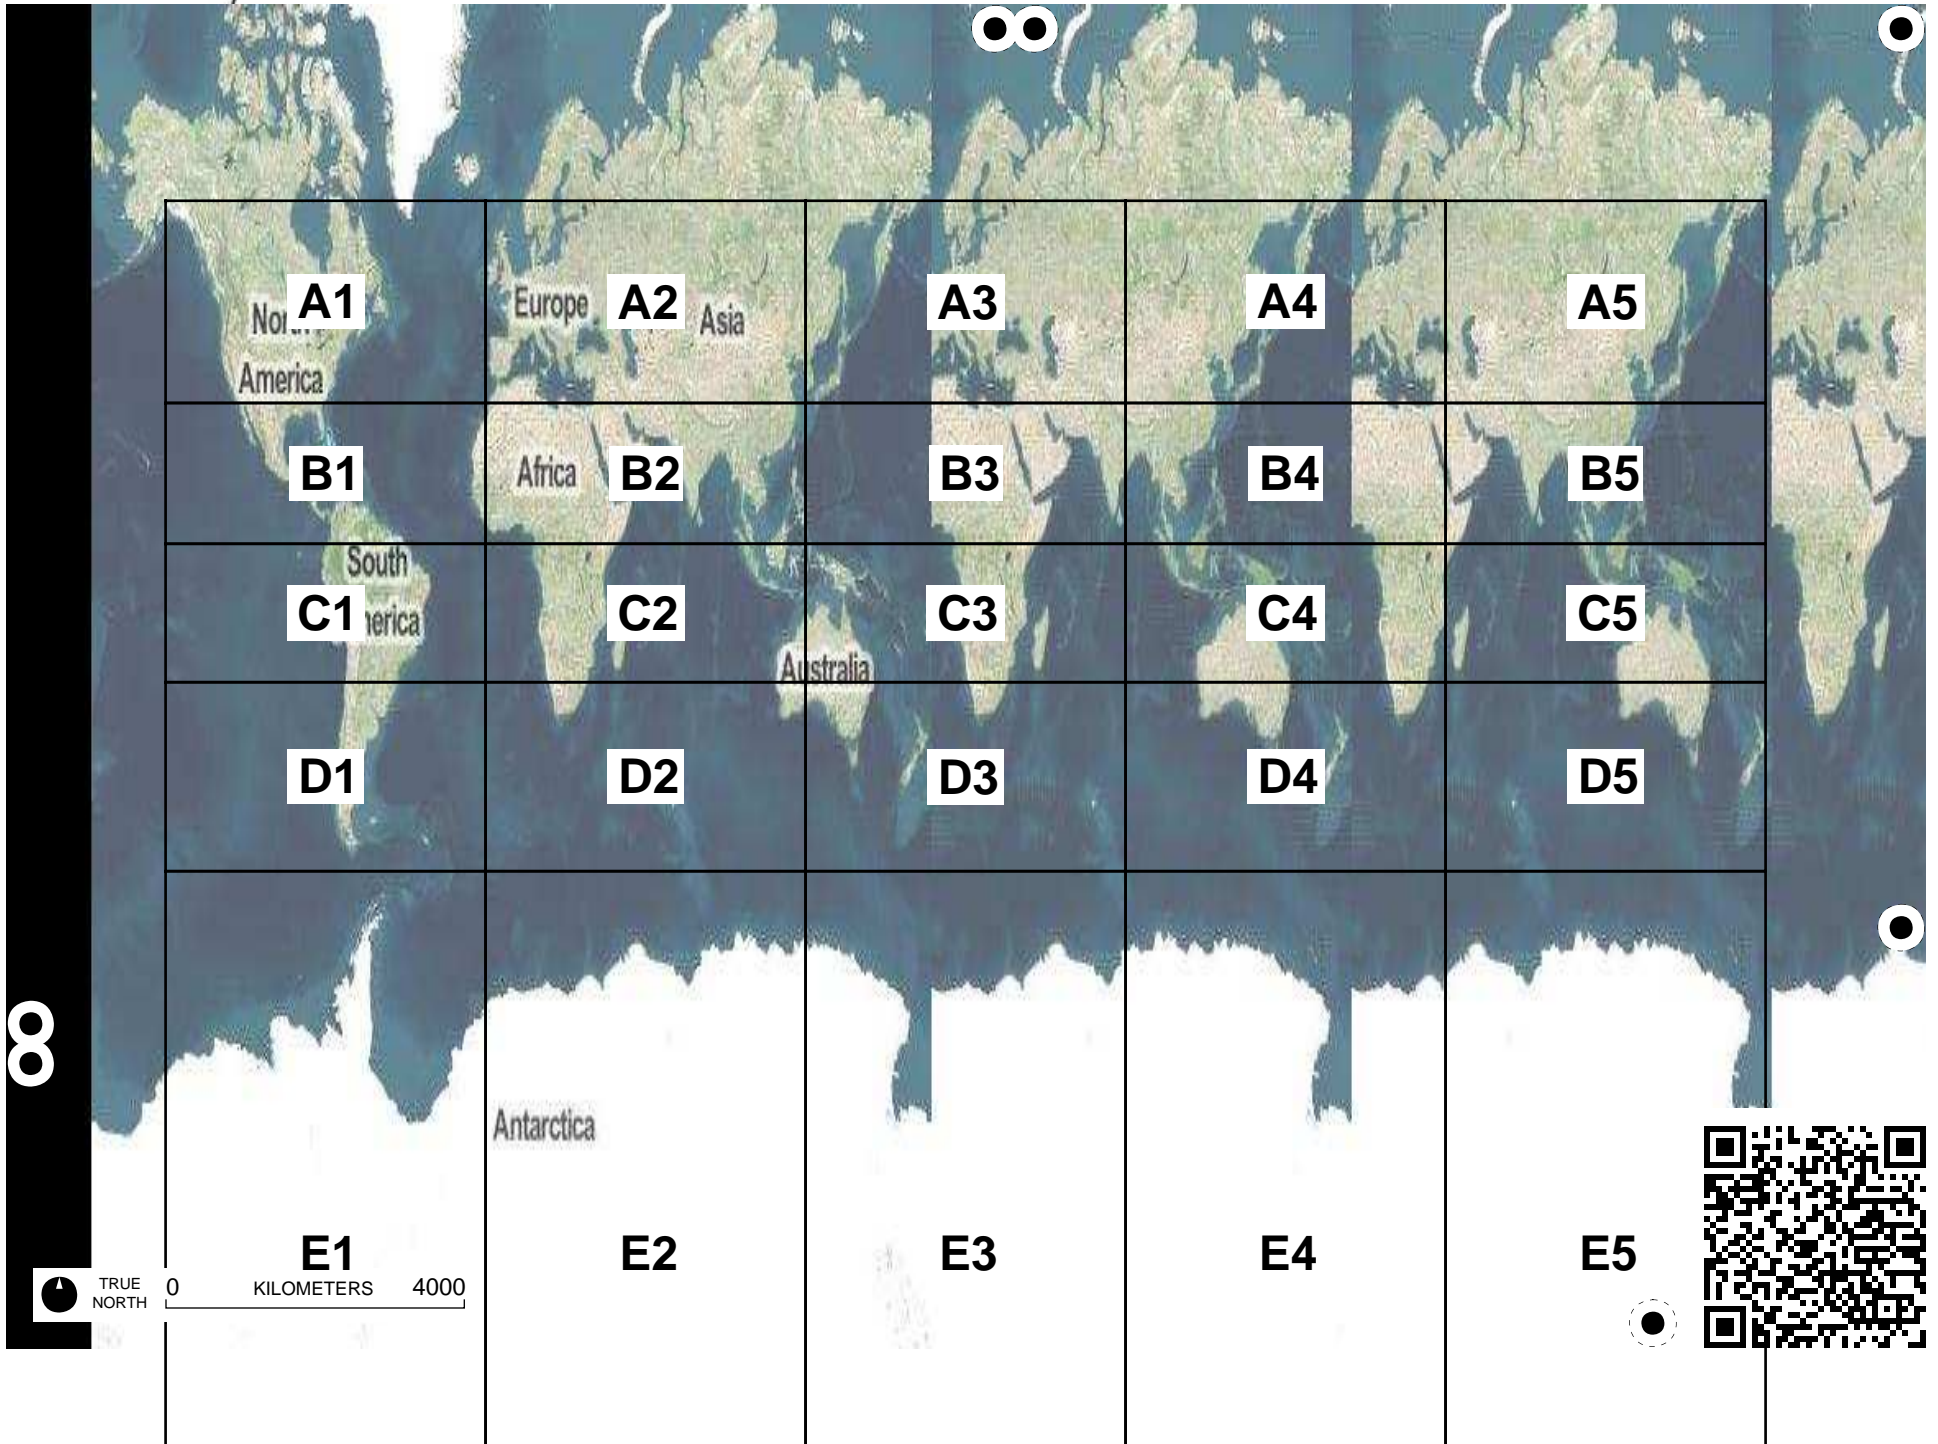 A1
A2
A3
A4
A5
Europe
Asia
America
B1
B2
B3
B4
B5
Africa
South
C1
C2
C3
C4
C5
Australia
D1
D2
D3
D4
D5
Antarctica
E1
E2
E3
E4
E5
TRUE
NORTH
0 KILOMETERS 4000